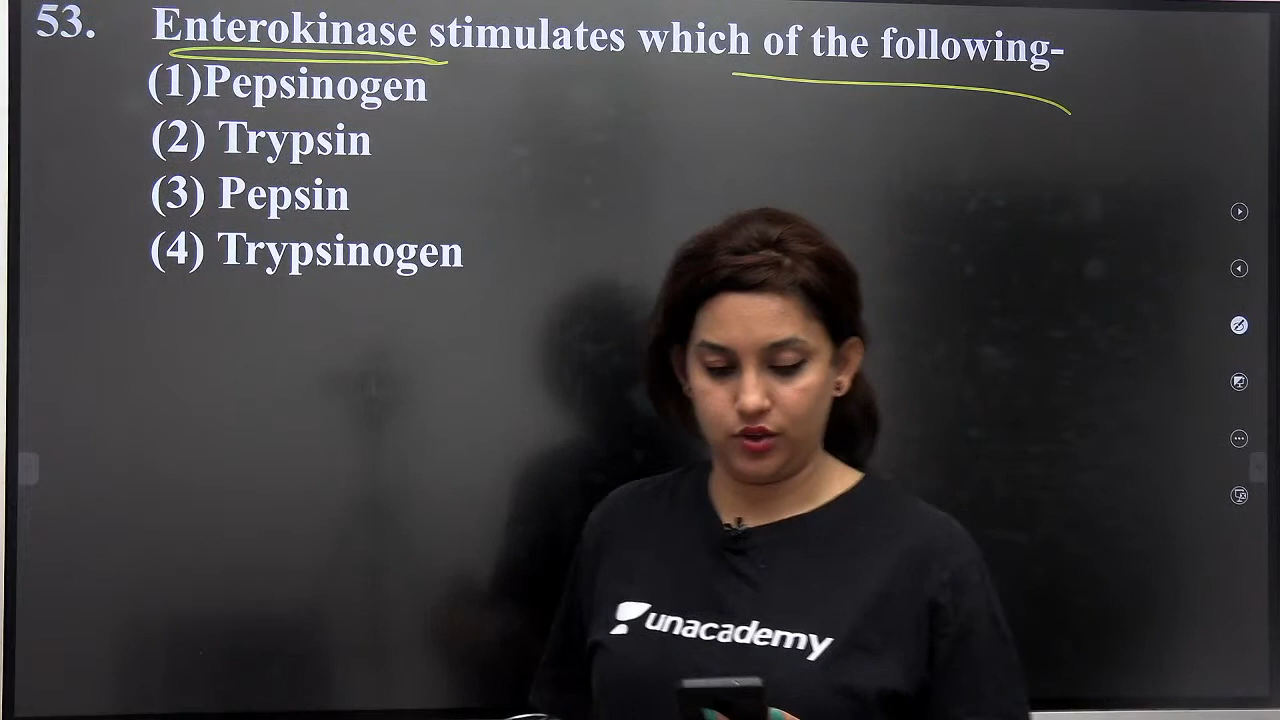 53. Enterokinase stimulates which of the following-
(1)Pepsinogen
(2) Trypsin
(3) Pepsin
(4) Trypsinogen
unacademy